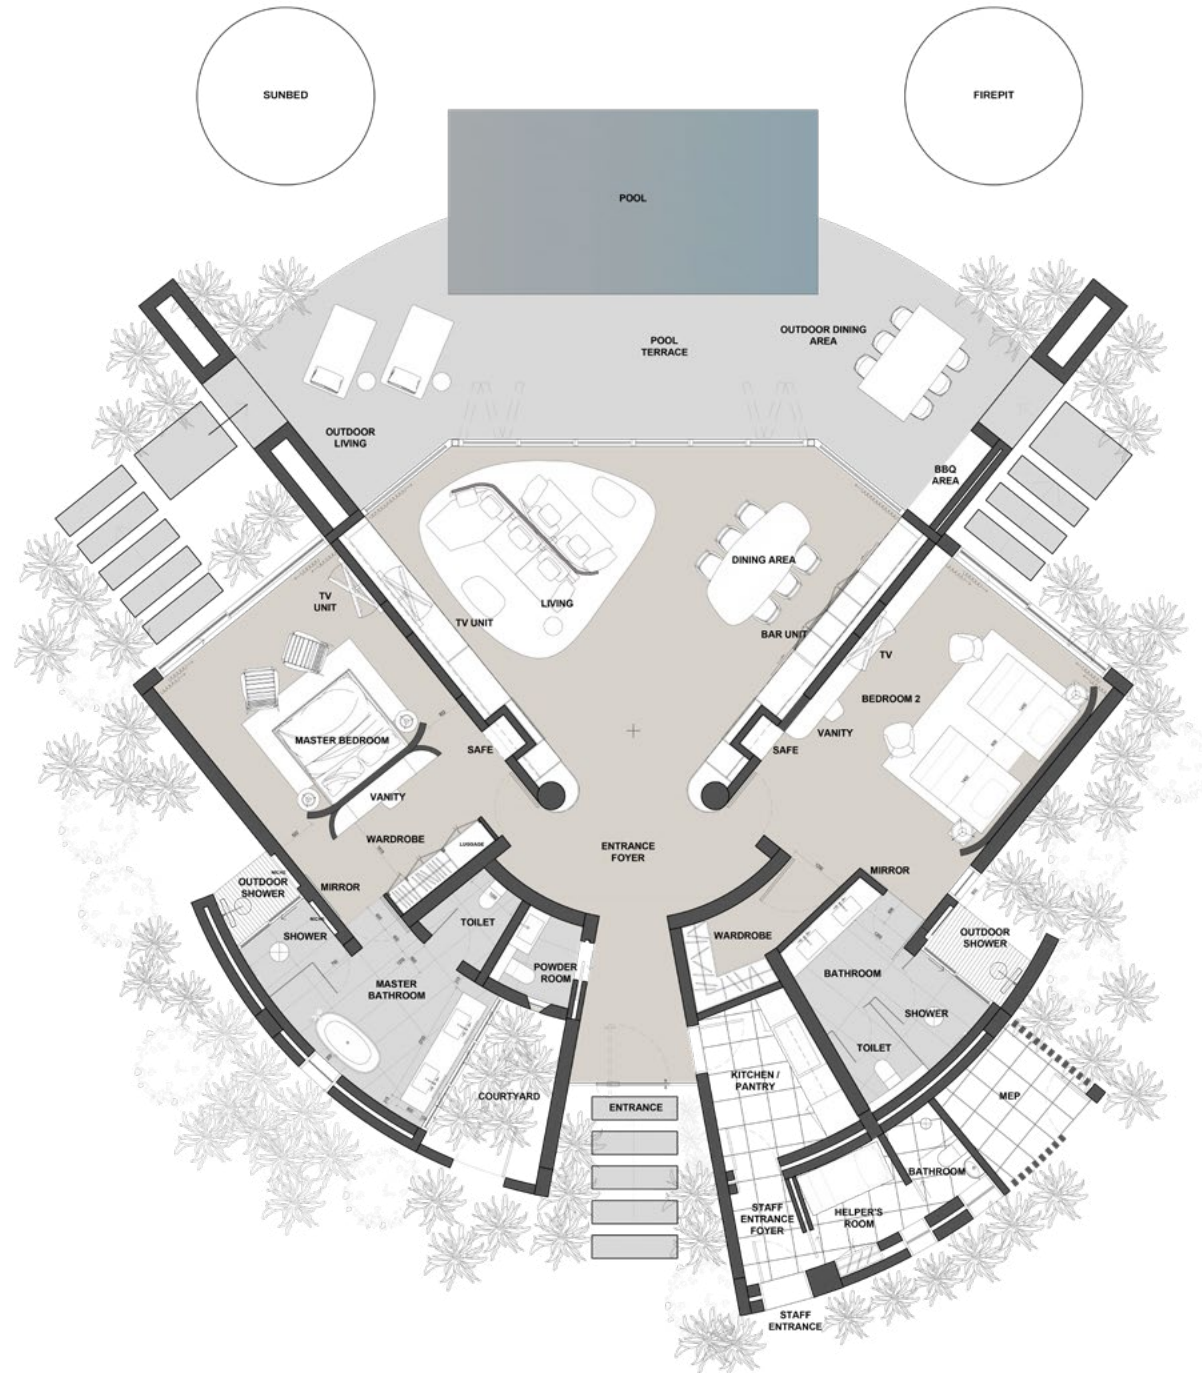 SUNBED
FIREPIT
POOL
POOL
TERRACE
OUTDOOR DINING
AREA
OUTDOOR
LIVING
BBQ
AREA
DINING AREA
TV
UNIT
LIVING
TV UNIT
BAR UNIT
TV
BEDROOM 2
MASTER BEDROOM
SAFE
SAFE
VANITY
VANITY
WARDROBE
LUGGAGE
ENTRANCE
FOYER
MIRROR
MIRROR
OUTDOOR
SHOWER
NICHE
NICHE
SHOWER
TOILET
POWDER
ROOM
WARDROBE
OUTDOOR
SHOWER
MASTER
BATHROOM
BATHROOM
SHOWER
TOILET
COURTYARD
KITCHEN /
PANTRY
MEP
ENTRANCE
BATHROOM
STAFF
ENTRANCE
FOYER
HELPER'S
ROOM
STAFF
ENTRANCE